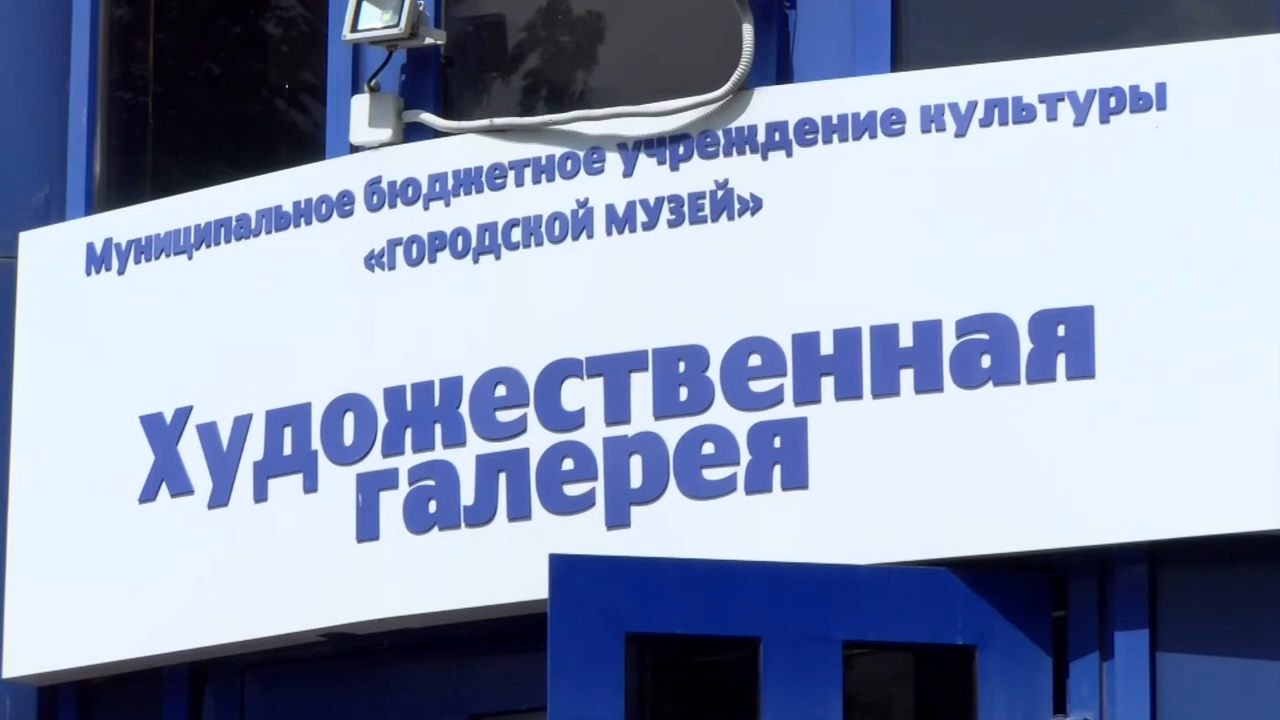 Муниципальное бюджетное учреждение культуры
«ГОРОДСКОЙ МУЗЕЙ»
Художественная
галерея